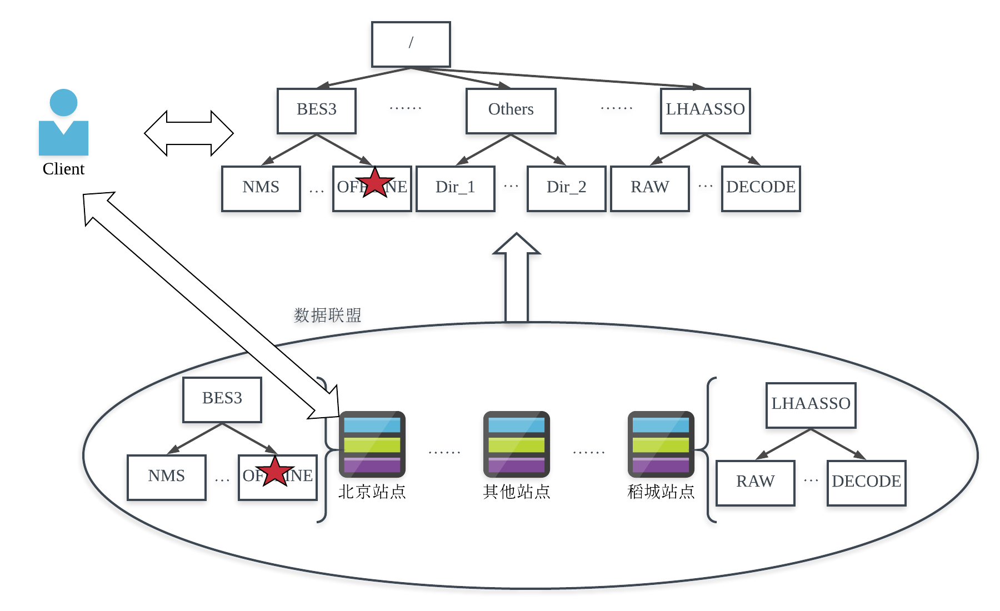 /
BES3
……
Others
……
LHAASSO
Client
NMS
...
Dir_1
...
Dir_2
RAW
...
DECODE
数据联盟
BES3
LHAASSO
NMS
...
……
……
RAW
...
DECODE
北京站点
其他站点
稻城站点